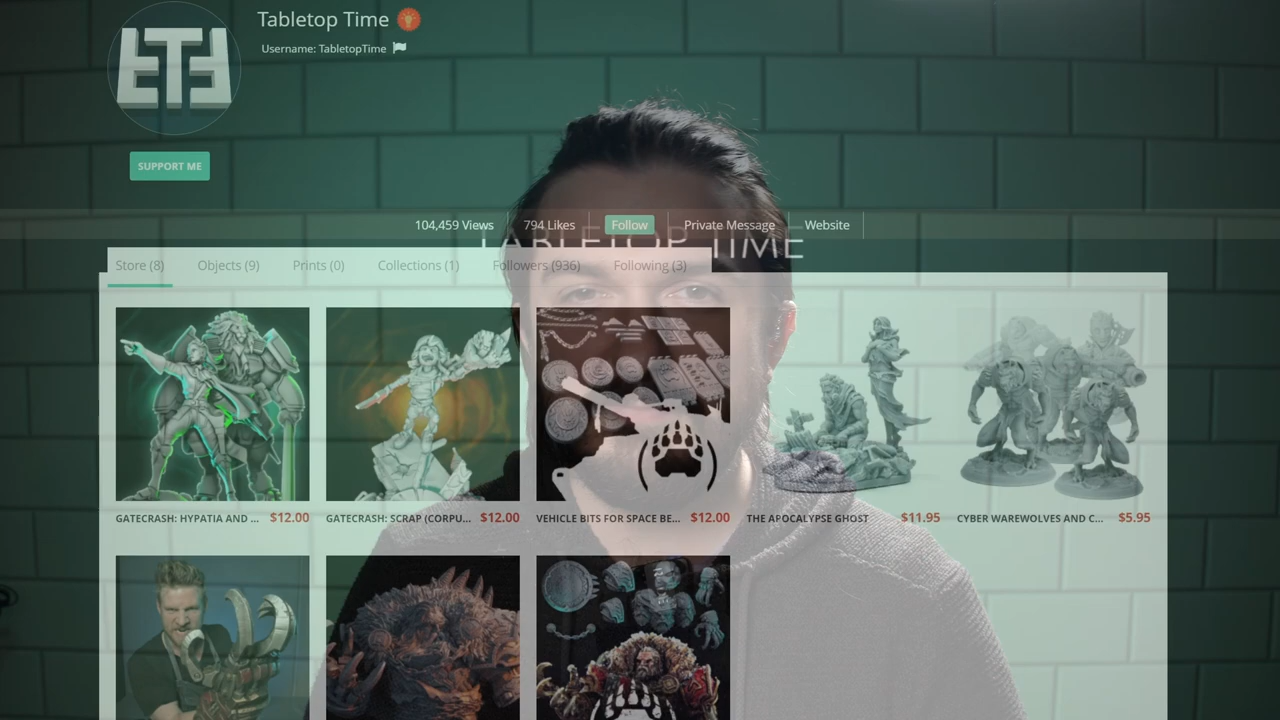 Tabletop Time
Username: TabletopTime
SUPPORT ME
104,459 Views
794 Likes
Follow
Private Message
Website
TABLETOP TIME
Store (8)
Objects (9)
Prints (0)
Collections (1)
Followers (936)
Following (3)
GATECRASH: HYPATIA AND ... $12.00
GATECRASH: SCRAP (CORPU... $12.00
VEHICLE BITS FOR SPACE BE... $12.00
THE APOCALYPSE GHOST $11.95
CYBER WAREWOLVES AND C... $5.95